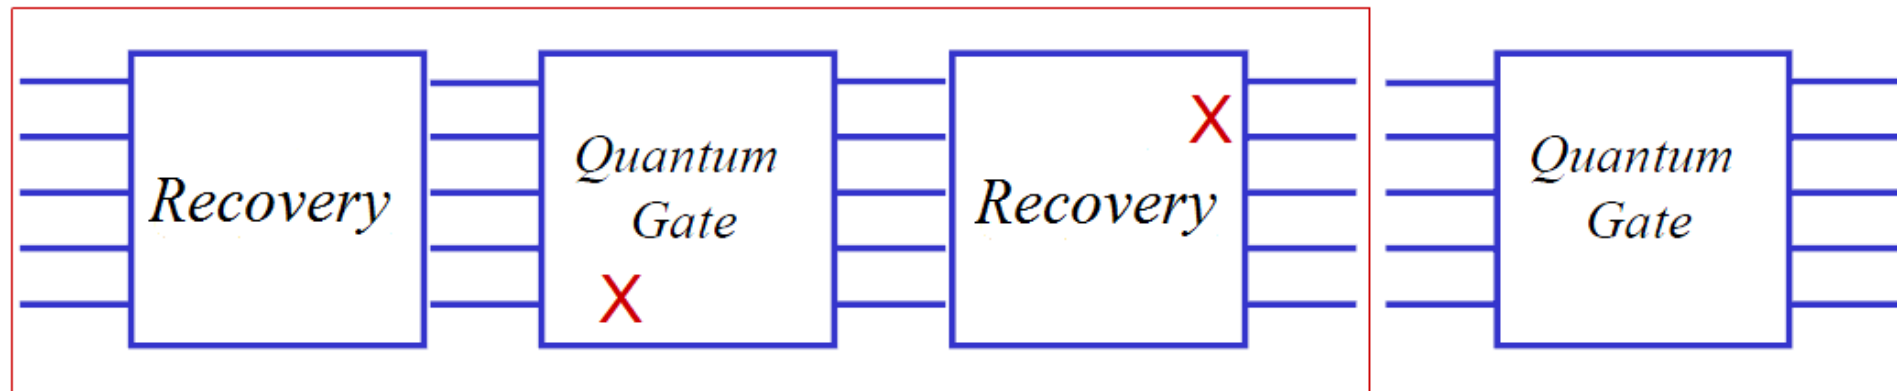 Recovery
Quantum
Gate
X
Recovery
X
Quantum
Gate